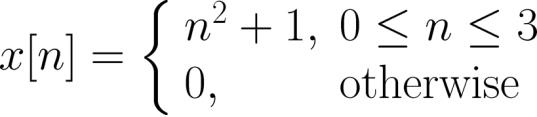 x[n] = { n² + 1, 0 ≤ n ≤ 3
0, otherwise